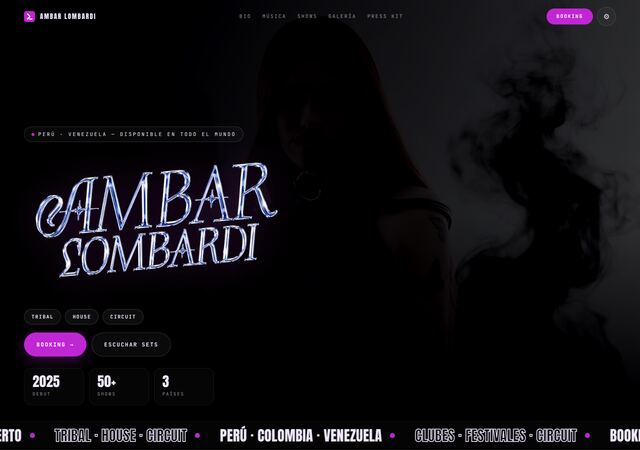 AMBAR LOMBARDI
BIO MÚSICA SHOWS GALERÍA PRESS KIT
BOOKING
PERÚ · VENEZUELA — DISPONIBLE EN TODO EL MUNDO
AMBAR
LOMBARDI
TRIBAL HOUSE CIRCUIT
BOOKING → ESCUCHAR SETS
2025 50+ 3
DEBUT SHOWS PAÍSES
ERTO • TRIBAL · HOUSE · CIRCUIT • PERÚ · COLOMBIA · VENEZUELA • CLUBES · FESTIVALES · CIRCUIT • BOOKI